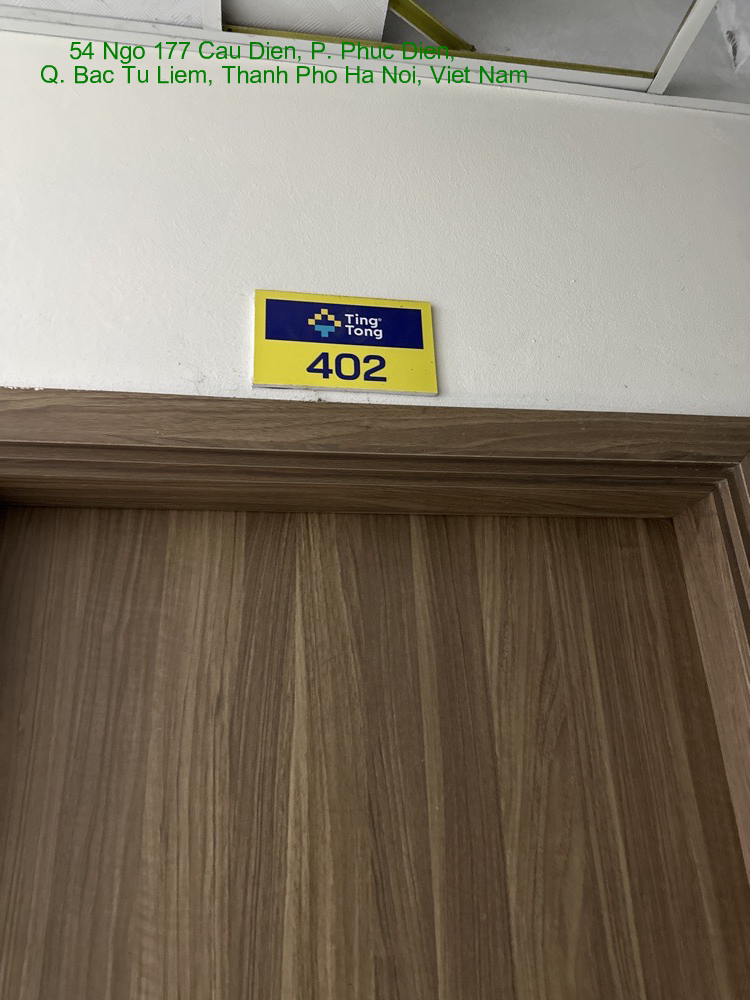 54 Ngo 177 Cau Dien, P. Phuc Dien,
Q. Bac Tu Liem, Thanh Pho Ha Noi, Viet Nam
Ting
Tong
402